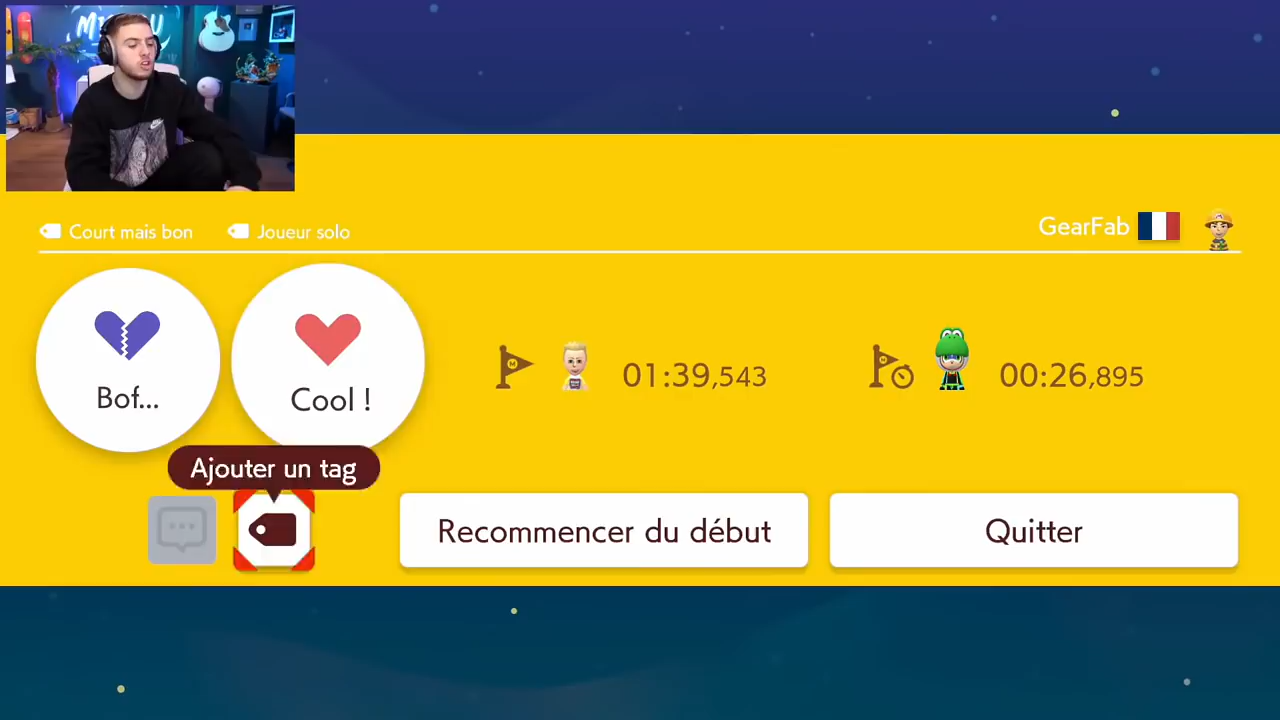 Court mais bon
Joueur solo
GearFab
Bof...
Cool !
01:39,543
00:26,895
Ajouter un tag
Recommencer du début
Quitter